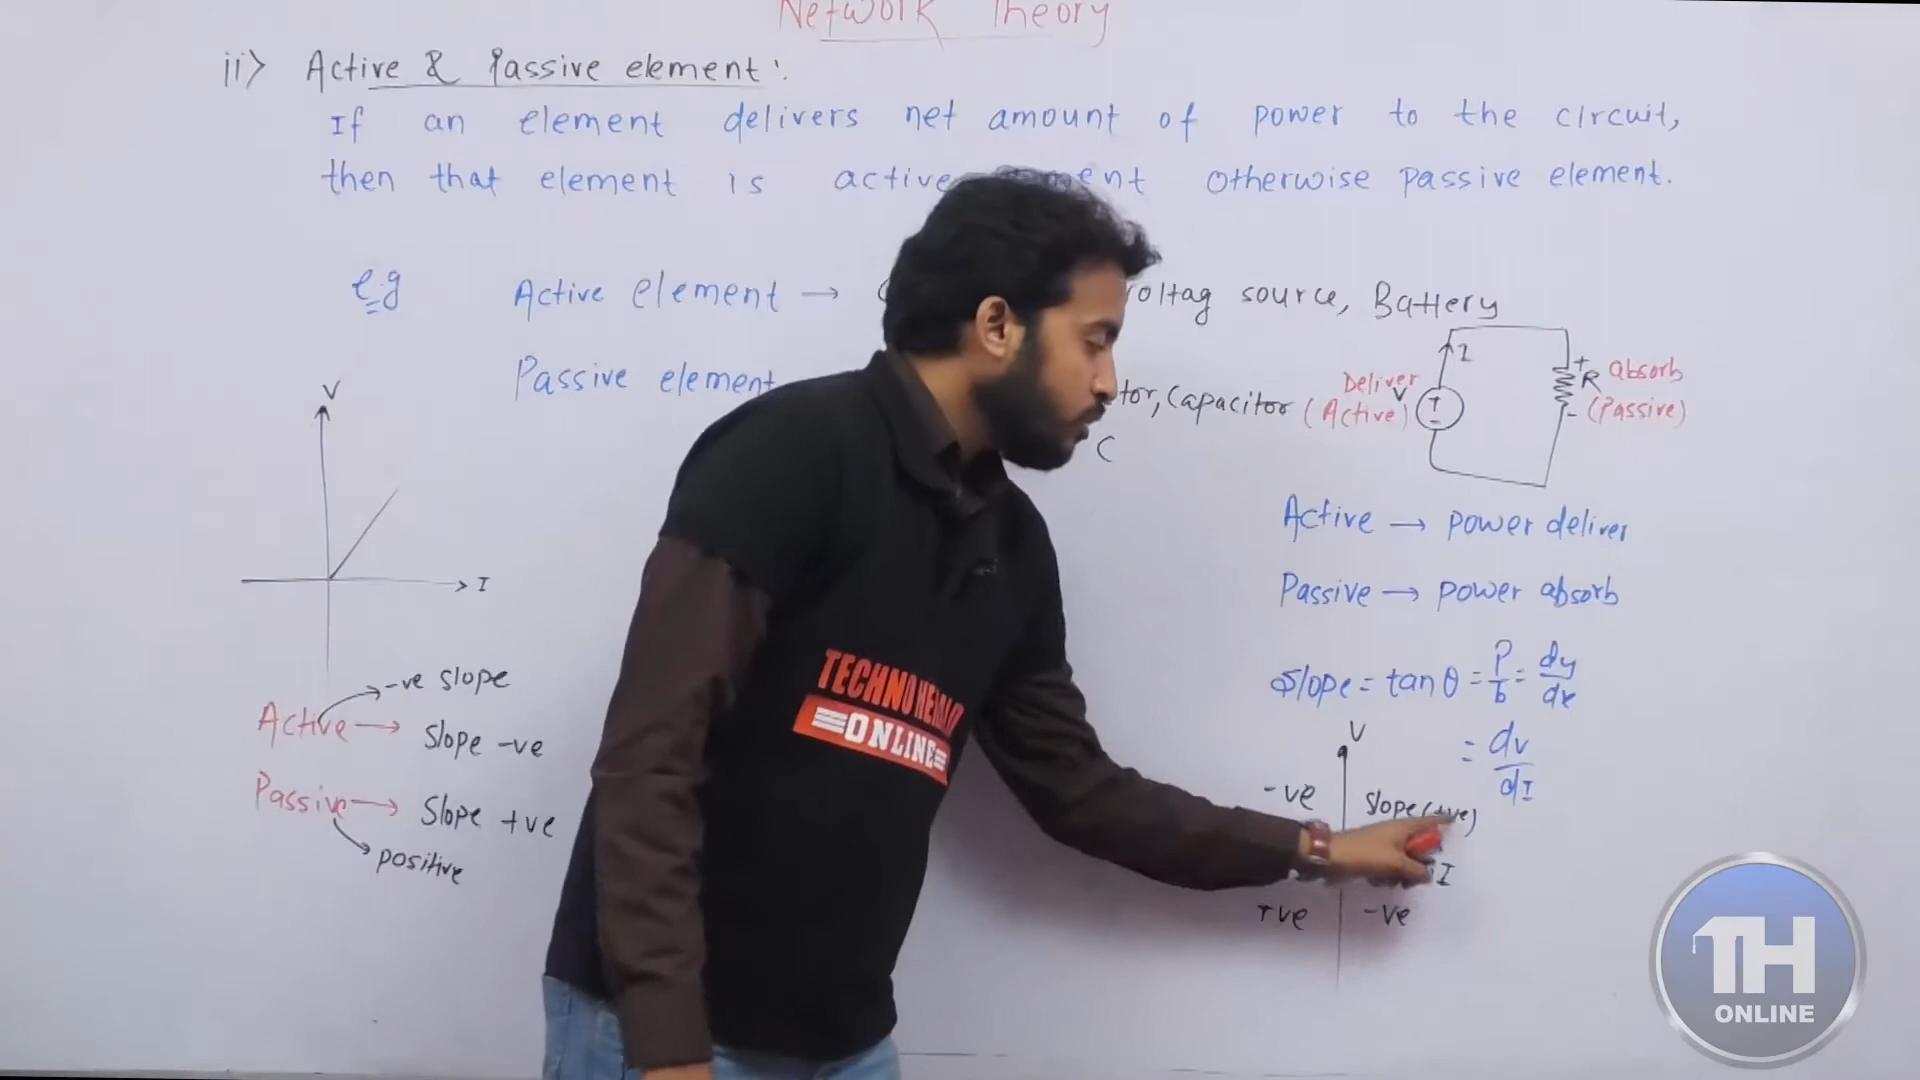 Network Theory
ii> Active & Passive element:
If an element delivers net amount of power to the circuit,
then that element is active otherwise passive element.
e.g Active element → voltag source, Battery
Passive element tor, Capacitor
C
Deliver
(Active)
V
+
-
I
+
R
-
absorb
(Passive)
V
I
Active → power deliver
Passive → power absorb
Slope = tan θ = P/b = dy/dx
= dv/dI
-ve slope
Active → Slope -ve
Passive → Slope +ve
positive
V
-ve Slope (+ve)
I
+ve -ve
TECHNO
ONLINE
TH
ONLINE